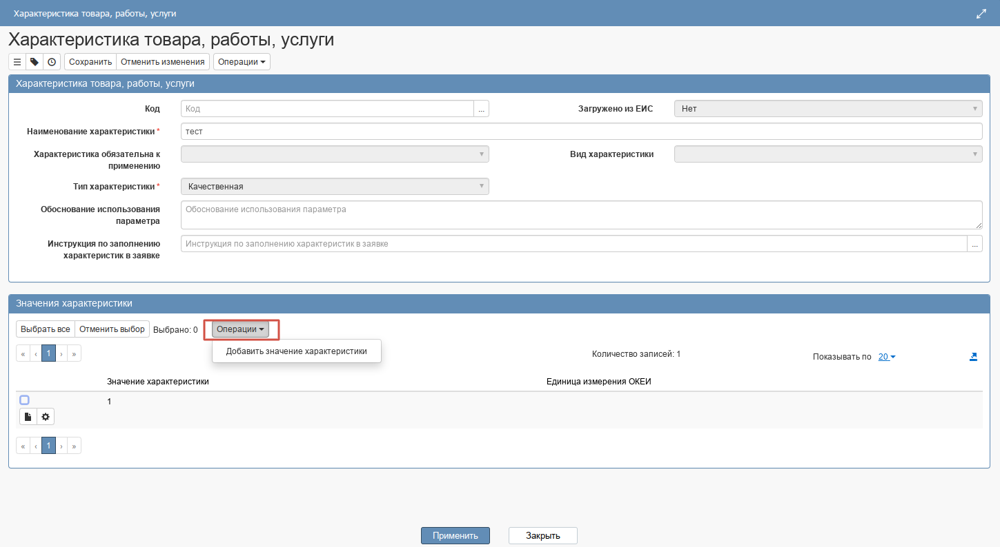 Характеристика товара, работы, услуги
Характеристика товара, работы, услуги
Сохранить Отменить изменения Операции
Характеристика товара, работы, услуги
Код Код ... Загружено из ЕИС Нет
Наименование характеристики * тест
Характеристика обязательна к
применению
Вид характеристики
Тип характеристики * Качественная
Обоснование использования
параметра
Обоснование использования параметра
Инструкция по заполнению
характеристик в заявке
Инструкция по заполнению характеристик в заявке ...
Значения характеристики
Выбрать все Отменить выбор Выбрано: 0 Операции
Добавить значение характеристики
« ‹ 1 › » Количество записей: 1 Показывать по 20
Значение характеристики Единица измерения ОКЕИ
1
« ‹ 1 › »
Применить Закрыть